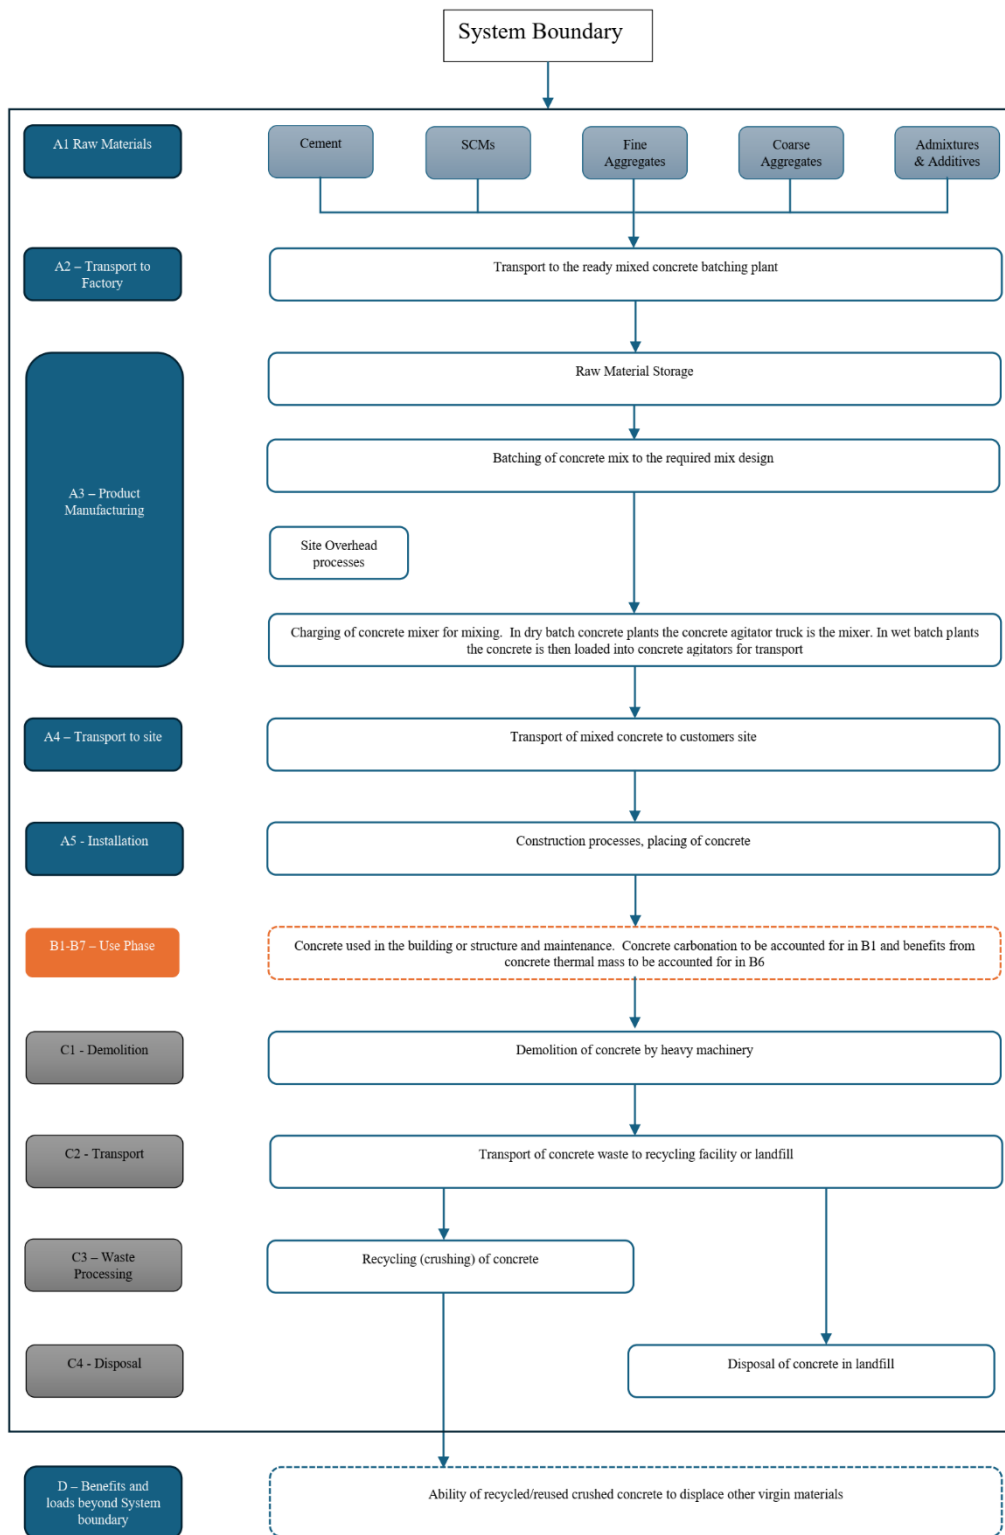 System Boundary
A1 Raw Materials
Cement
SCMs
Fine
Aggregates
Coarse
Aggregates
Admixtures
& Additives
A2 – Transport to
Factory
Transport to the ready mixed concrete batching plant
A3 – Product
Manufacturing
Raw Material Storage
Batching of concrete mix to the required mix design
Site Overhead
processes
Charging of concrete mixer for mixing.  In dry batch concrete plants the concrete agitator truck is the mixer. In wet batch plants
the concrete is then loaded into concrete agitators for transport
A4 – Transport to site
Transport of mixed concrete to customers site
A5 - Installation
Construction processes, placing of concrete
B1-B7 – Use Phase
Concrete used in the building or structure and maintenance.  Concrete carbonation to be accounted for in B1 and benefits from
concrete thermal mass to be accounted for in B6
C1 - Demolition
Demolition of concrete by heavy machinery
C2 - Transport
Transport of concrete waste to recycling facility or landfill
C3 – Waste
Processing
Recycling (crushing) of concrete
C4 - Disposal
Disposal of concrete in landfill
D – Benefits and
loads beyond System
boundary
Ability of recycled/reused crushed concrete to displace other virgin materials